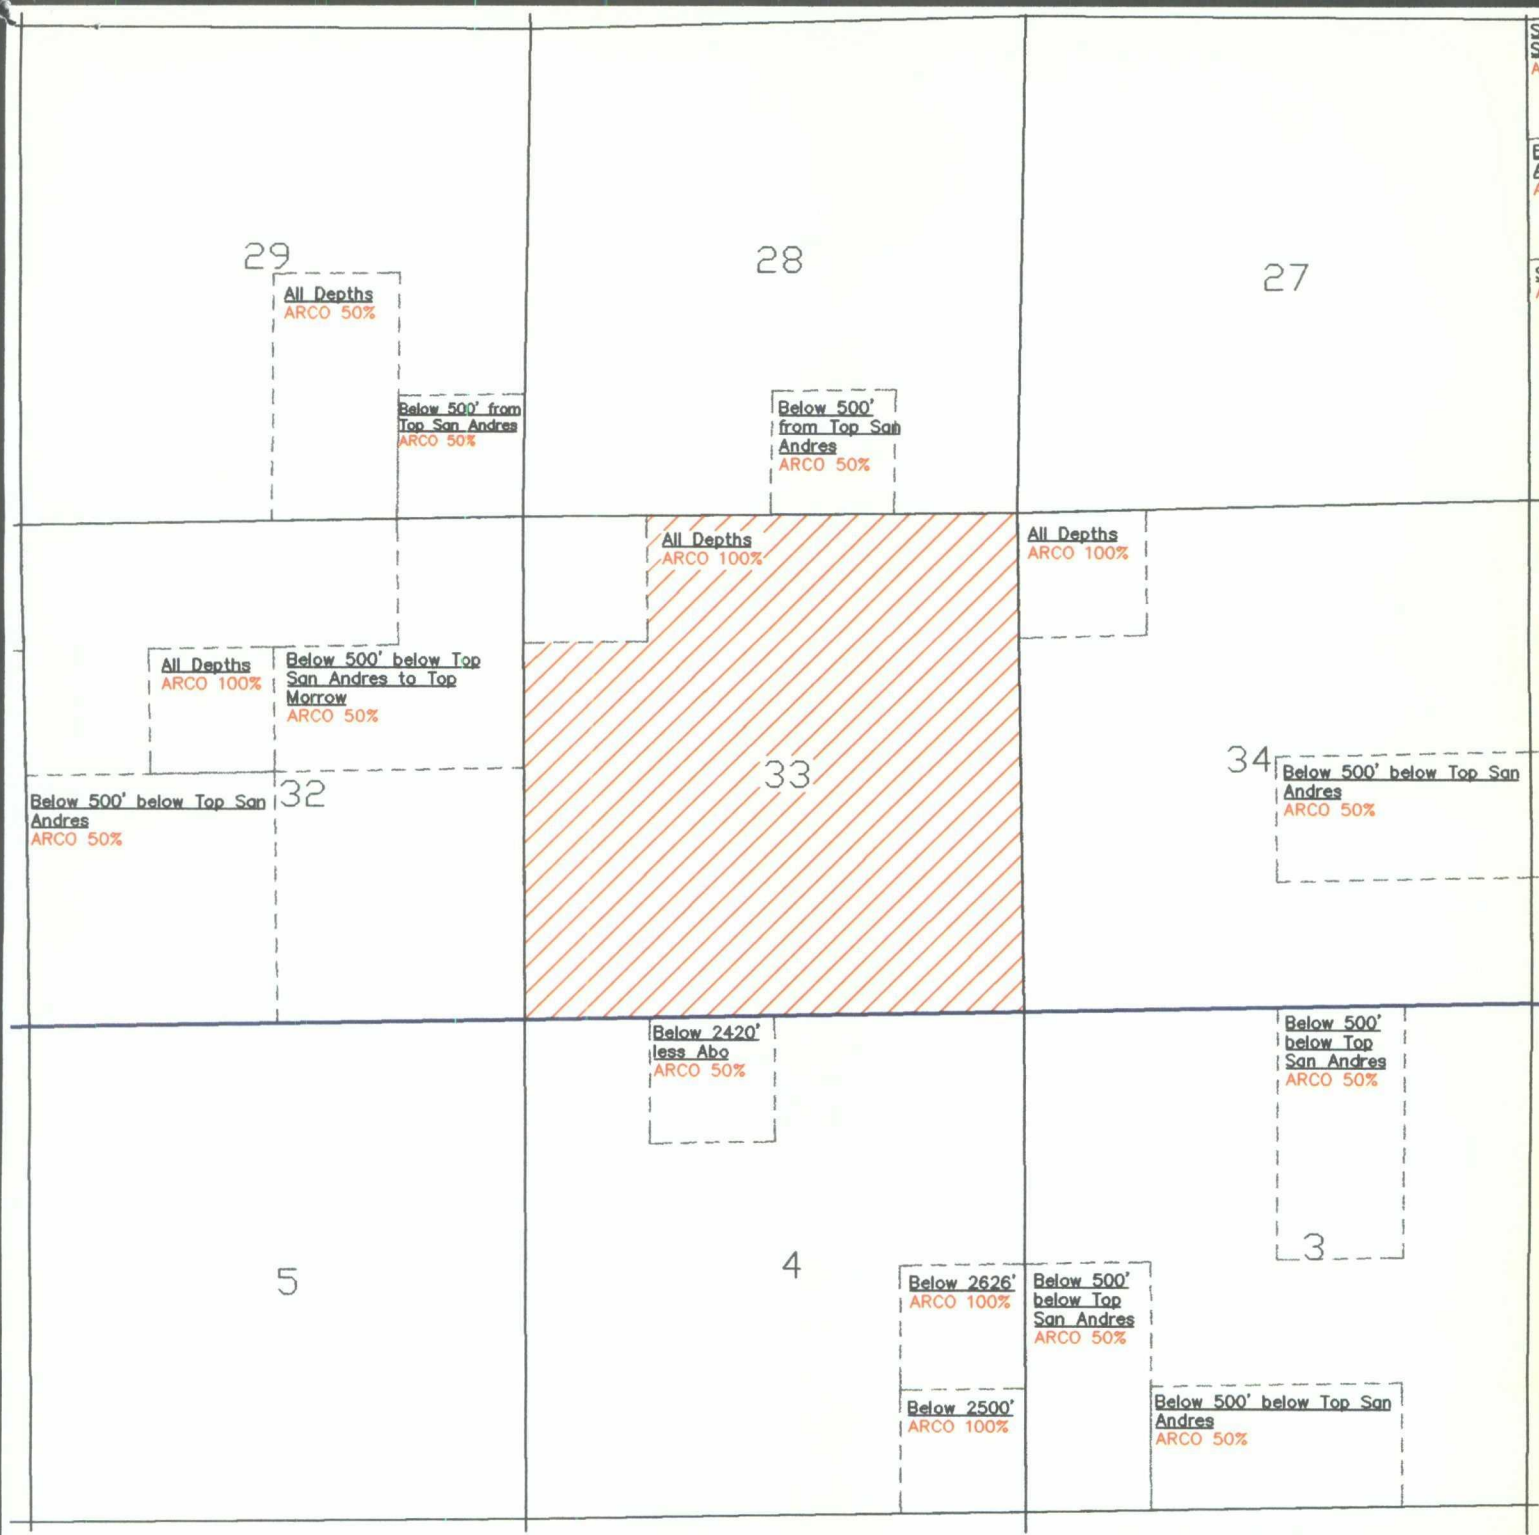 29
28
27
All Depths
ARCO 50%
Below 500' from
Top San Andres
ARCO 50%
Below 500'
from Top San
Andres
ARCO 50%
All Depths
ARCO 100%
All Depths
ARCO 100%
All Depths
ARCO 100%
Below 500' below Top
San Andres to Top
Morrow
ARCO 50%
32
33
34
Below 500' below Top San
Andres
ARCO 50%
Below 500' below Top San
Andres
ARCO 50%
Below 2420'
less Abo
ARCO 50%
Below 500'
below Top
San Andres
ARCO 50%
5
4
3
Below 2626'
ARCO 100%
Below 500'
below Top
San Andres
ARCO 50%
Below 2500'
ARCO 100%
Below 500' below Top San
Andres
ARCO 50%